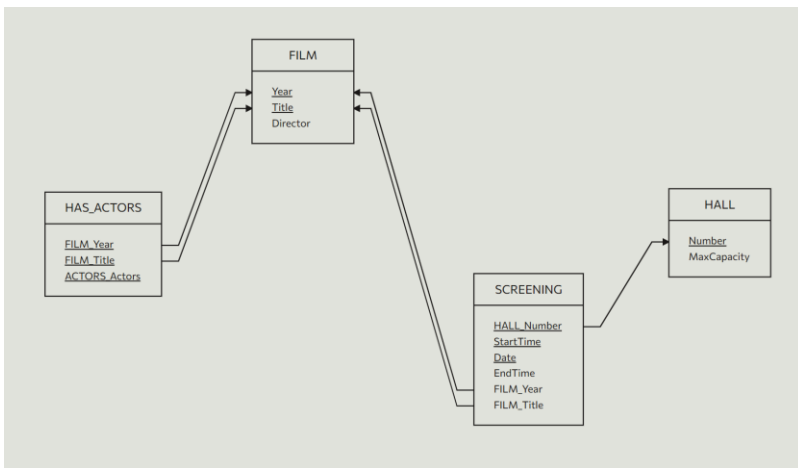 FILM
Year
Title
Director
HAS_ACTORS
FILM_Year
FILM_Title
ACTORS_Actors
HALL
Number
MaxCapacity
SCREENING
HALL_Number
StartTime
Date
EndTime
FILM_Year
FILM_Title